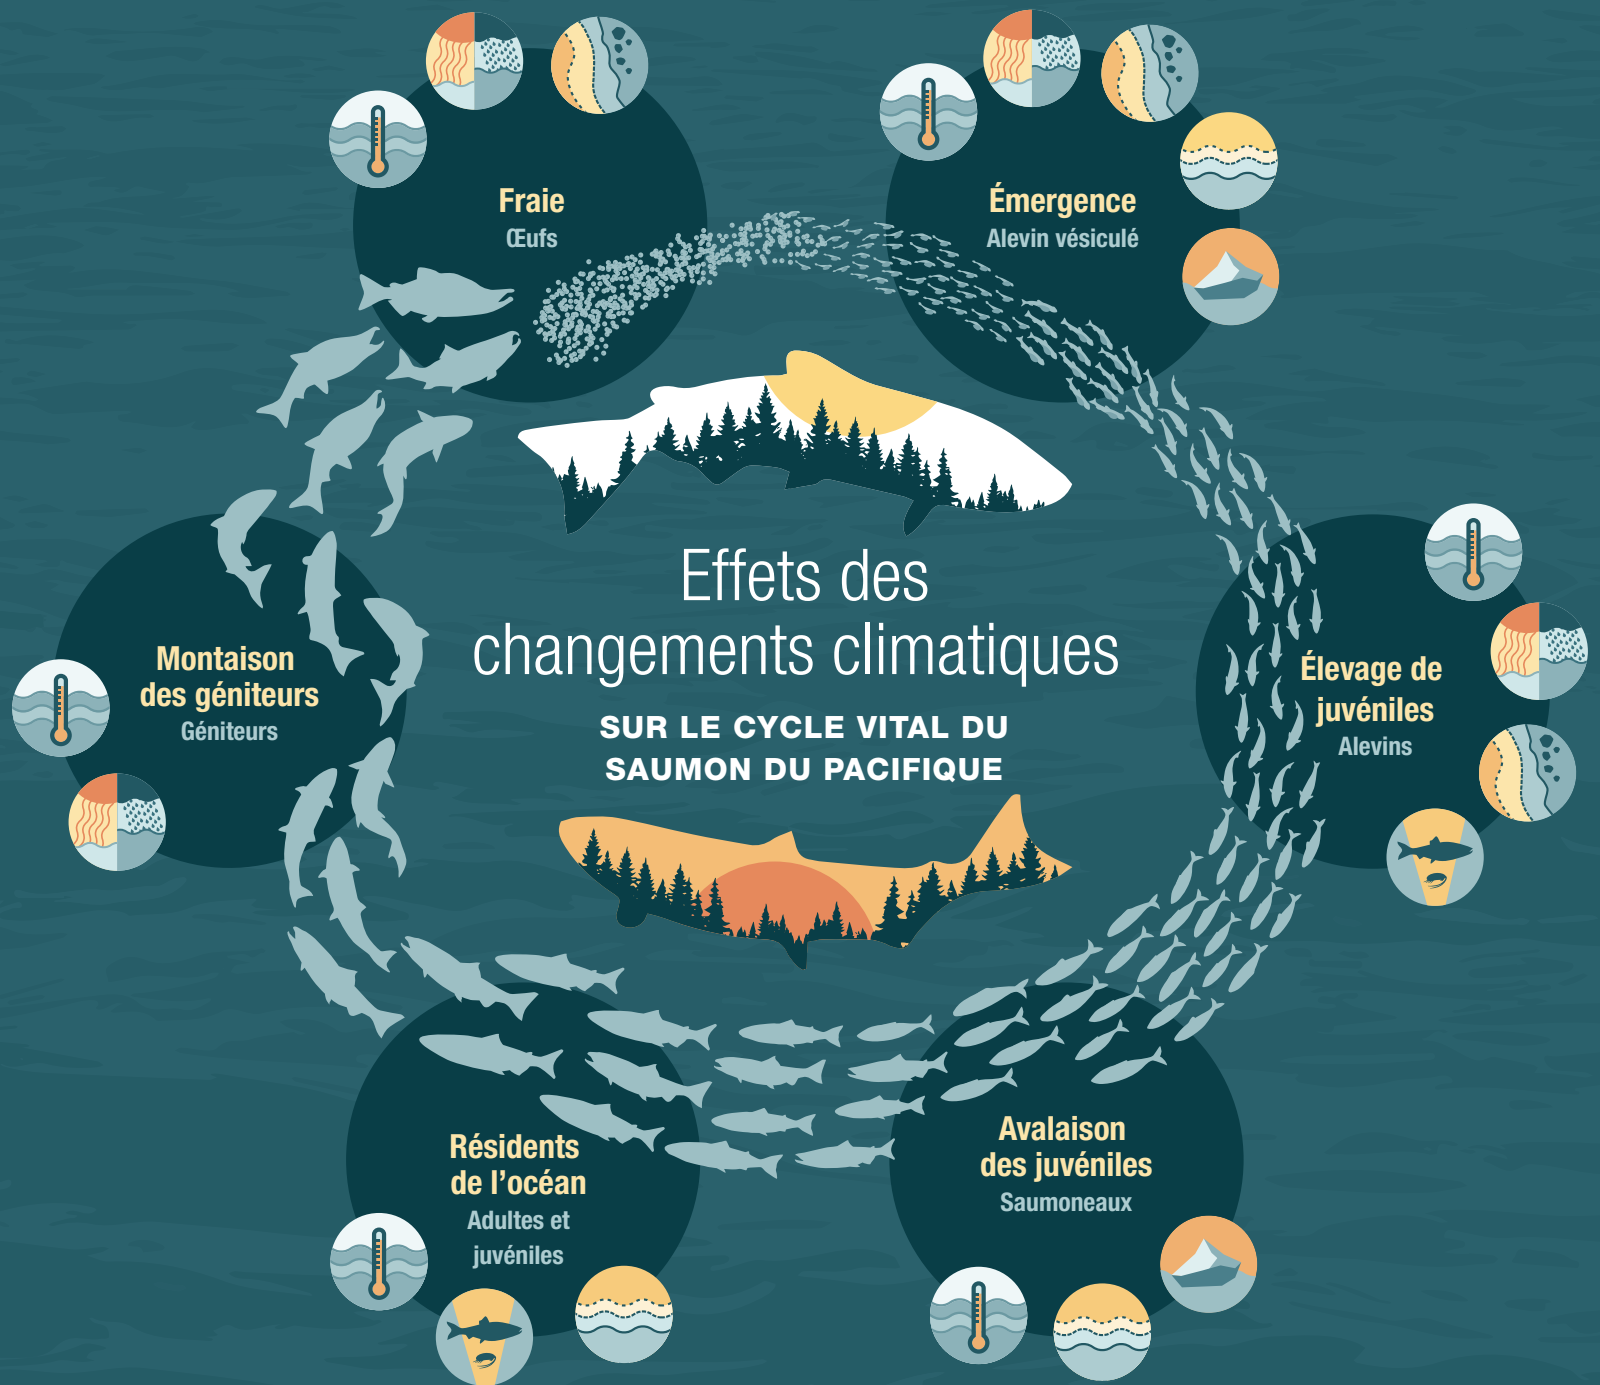 Fraie
Œufs
Émergence
Alevin vésiculé
Effets des
changements climatiques
SUR LE CYCLE VITAL DU
SAUMON DU PACIFIQUE
Montaison
des géniteurs
Géniteurs
Élevage de
juvéniles
Alevins
Résidents
de l'océan
Adultes et
juvéniles
Avalaison
des juvéniles
Saumoneaux